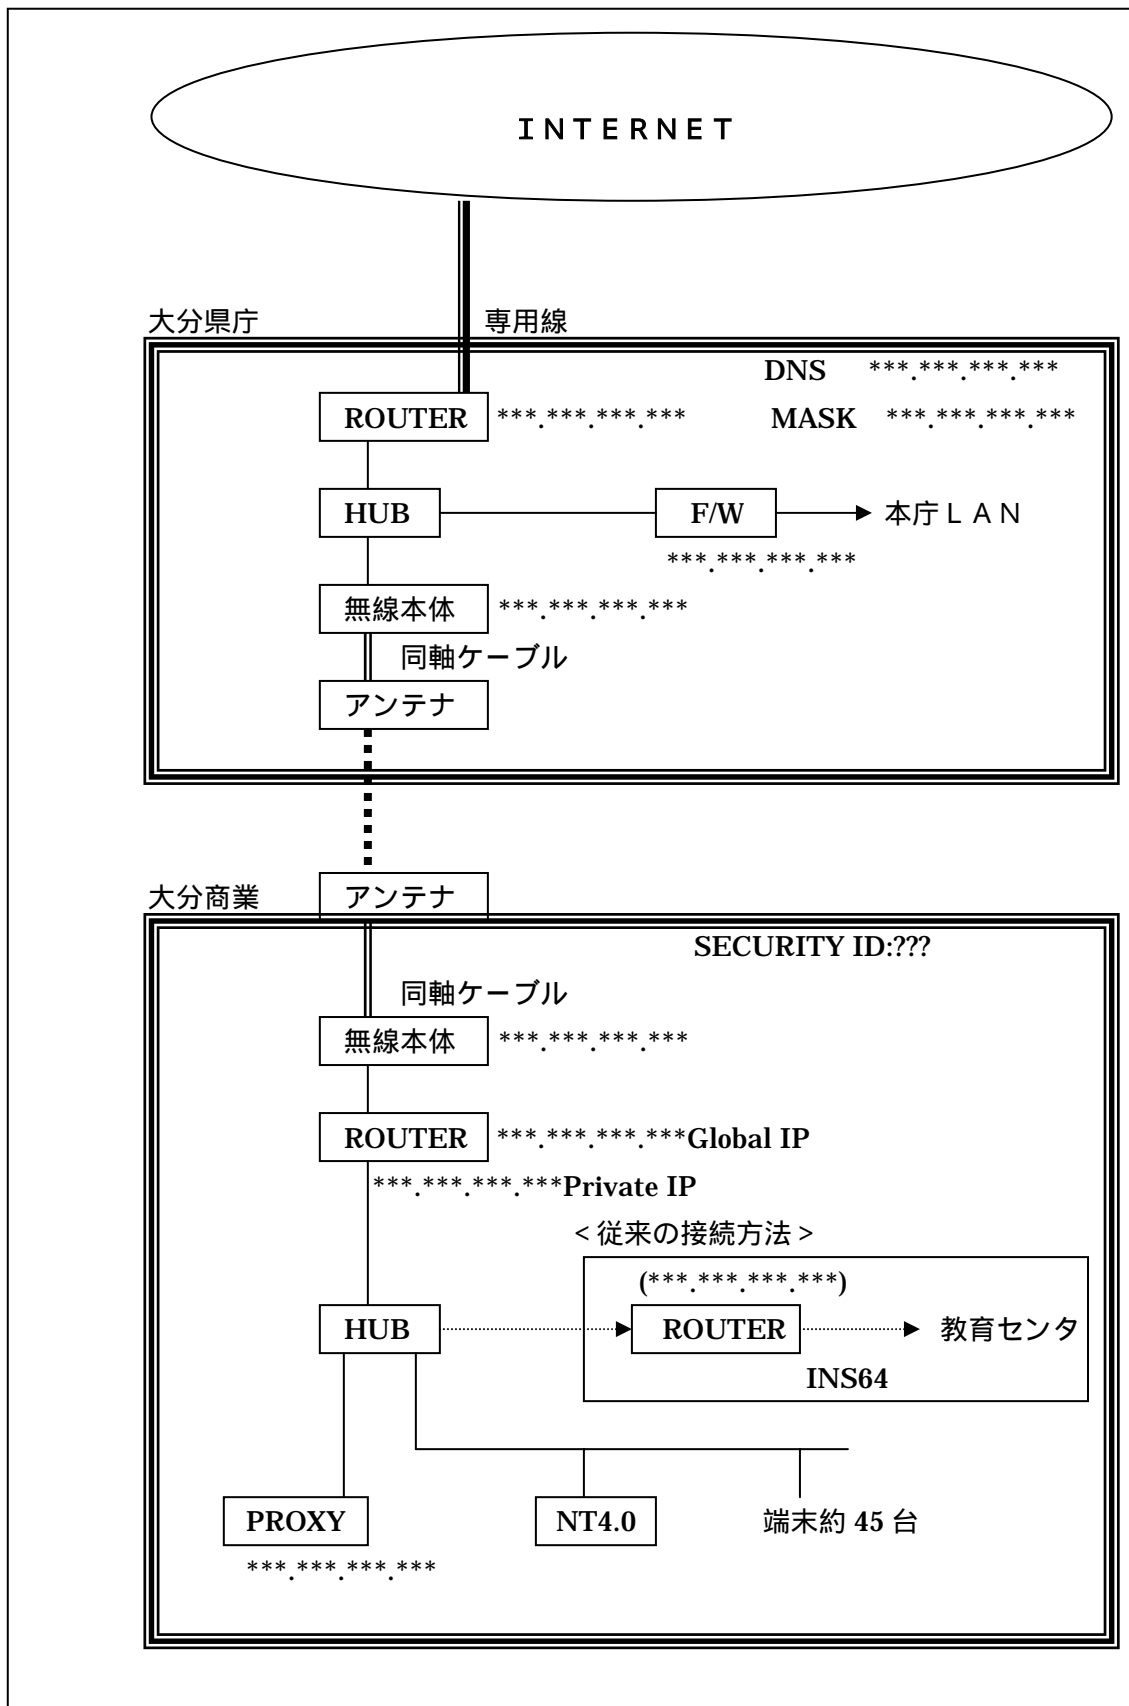 ＩＮＴＥＲＮＥＴ
大分県庁 専用線
DNS ***.***.***.***
ROUTER ***.***.***.*** MASK ***.***.***.***
HUB F/W 本庁ＬＡＮ
***.***.***.***
無線本体 ***.***.***.***
同軸ケーブル
アンテナ
大分商業 アンテナ
SECURITY ID:???
同軸ケーブル
無線本体 ***.***.***.***
ROUTER ***.***.***.***Global IP
***.***.***.***Private IP
＜従来の接続方法＞
(***.***.***.***)
HUB ROUTER 教育センタ
INS64
PROXY NT4.0 端末約 45 台
***.***.***.***